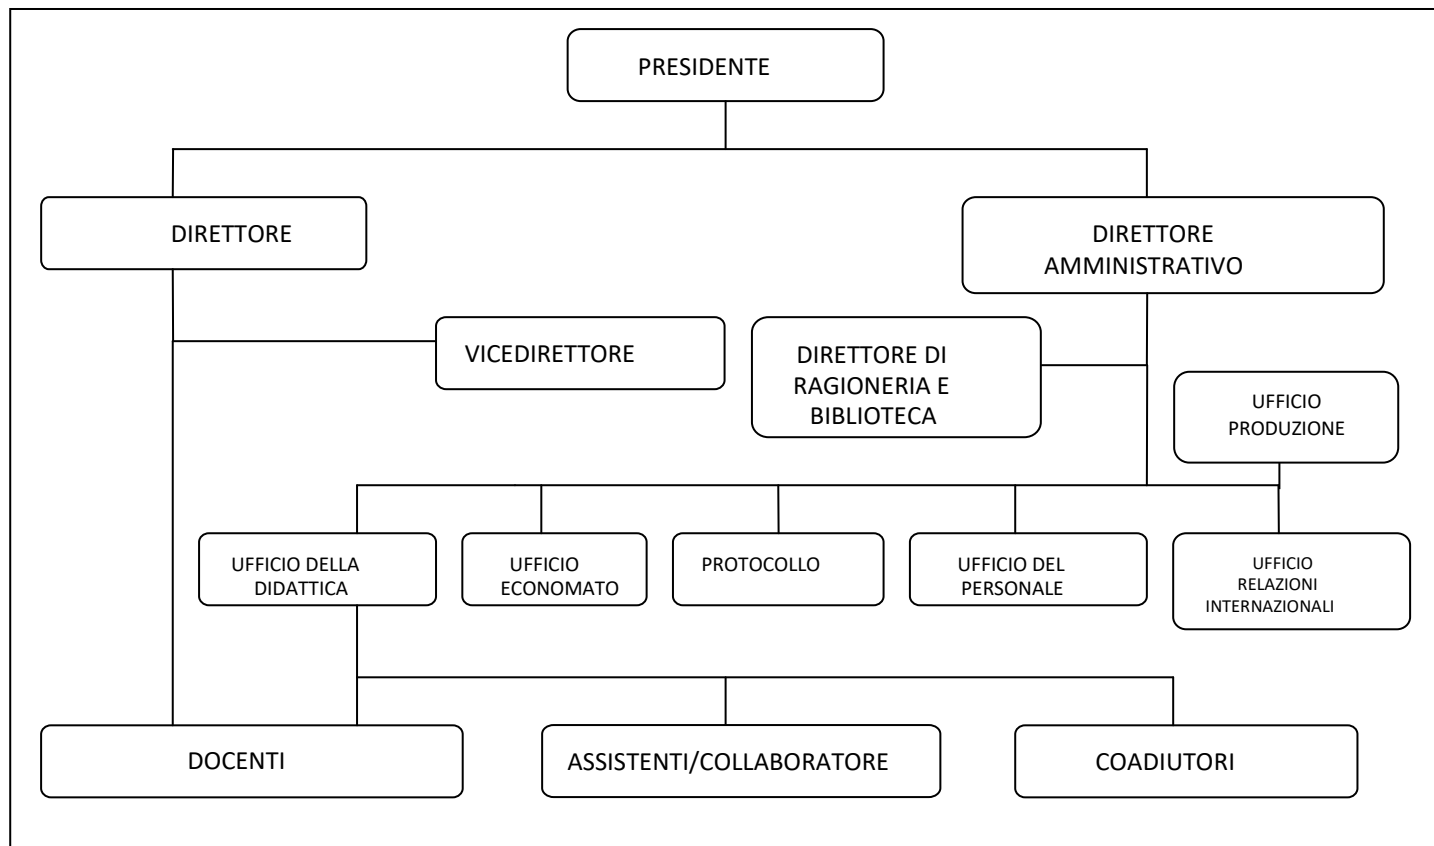 PRESIDENTE
DIRETTORE
DIRETTORE
AMMINISTRATIVO
VICEDIRETTORE
DIRETTORE DI
RAGIONERIA E
BIBLIOTECA
UFFICIO
PRODUZIONE
UFFICIO DELLA
DIDATTICA
UFFICIO
ECONOMATO
PROTOCOLLO
UFFICIO DEL
PERSONALE
UFFICIO
RELAZIONI
INTERNAZIONALI
DOCENTI
ASSISTENTI/COLLABORATORE
COADIUTORI